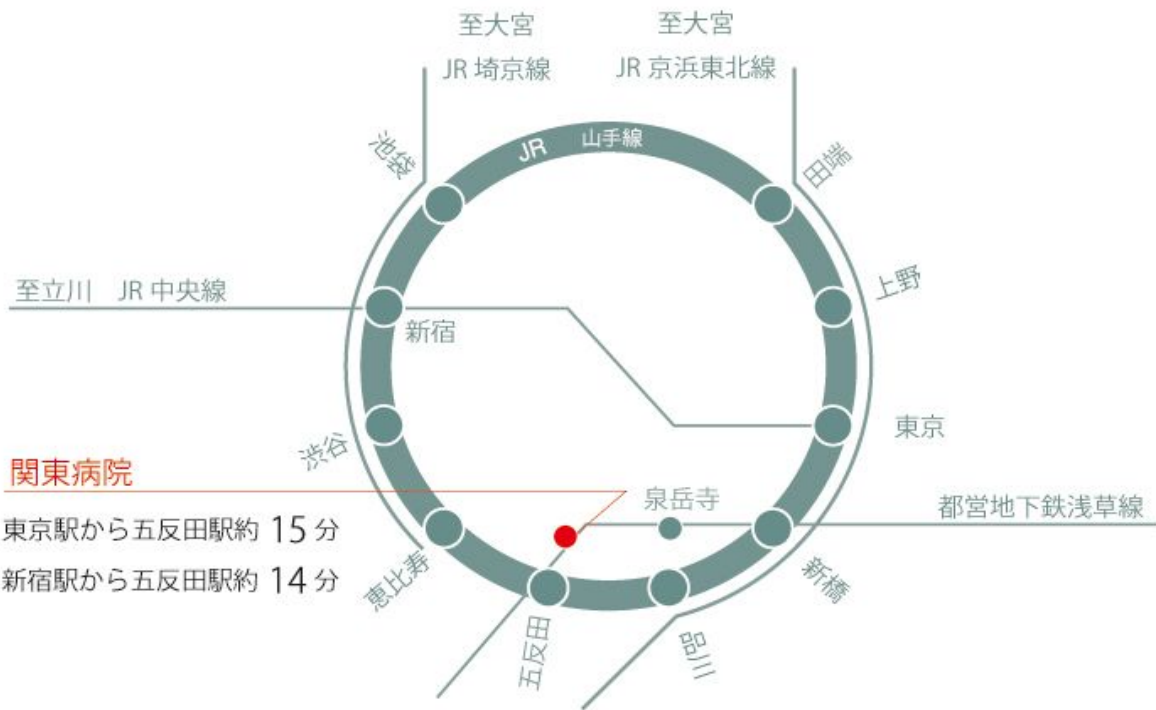 至大宮
JR 埼京線
至大宮
JR 京浜東北線
JR 山手線
池袋
田端
至立川 JR 中央線
上野
新宿
東京
渋谷
関東病院
泉岳寺
都営地下鉄浅草線
東京駅から五反田駅約 15 分
新宿駅から五反田駅約 14 分
恵比寿
新橋
五反田
品川